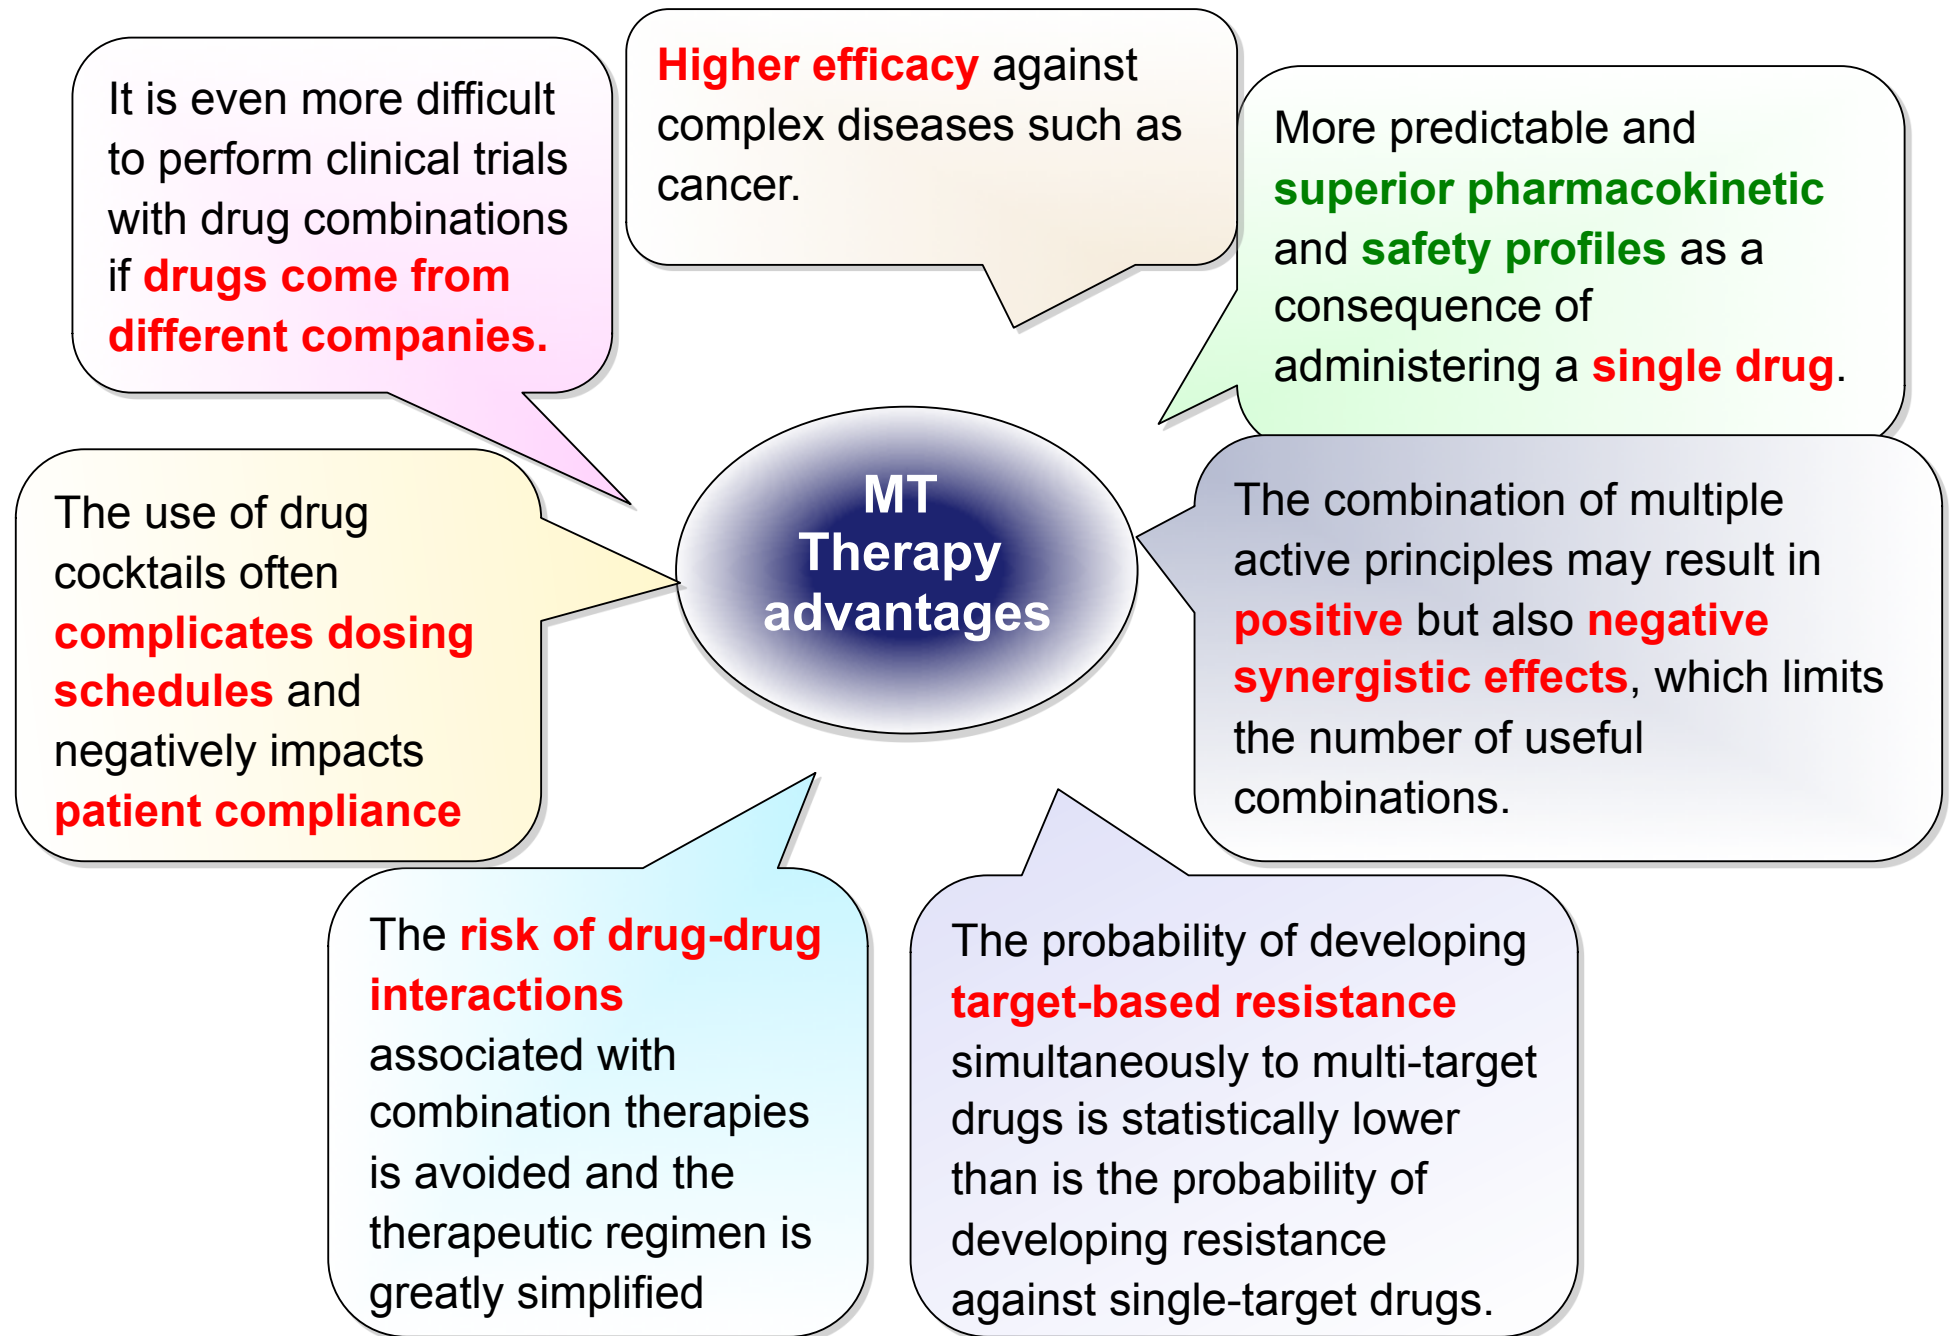 It is even more difficult
to perform clinical trials
with drug combinations
if drugs come from
different companies.
Higher efficacy against
complex diseases such as
cancer.
More predictable and
superior pharmacokinetic
and safety profiles as a
consequence of
administering a single drug.
The use of drug
cocktails often
complicates dosing
schedules and
negatively impacts
patient compliance
MT
Therapy
advantages
The combination of multiple
active principles may result in
positive but also negative
synergistic effects, which limits
the number of useful
combinations.
The risk of drug-drug
interactions
associated with
combination therapies
is avoided and the
therapeutic regimen is
greatly simplified
The probability of developing
target-based resistance
simultaneously to multi-target
drugs is statistically lower
than is the probability of
developing resistance
against single-target drugs.